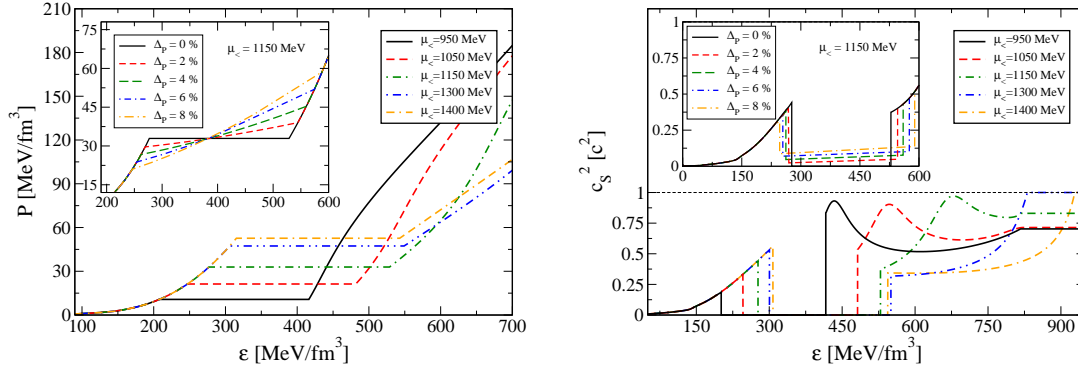 P [MeV/fm³]
180
150
120
90
60
30
0
100 200 300 400 500 600 700
ε [MeV/fm³]
75
60
45
30
15
200 300 400 500 600
Δ_P = 0 %
Δ_P = 2 %
Δ_P = 4 %
Δ_P = 6 %
Δ_P = 8 %
μ_< = 1150 MeV
μ_<=950 MeV
μ_<=1050 MeV
μ_<=1150 MeV
μ_<=1300 MeV
μ_<=1400 MeV
210
c_S² [c²]
1
0.75
0.5
0.25
0
0 150 300 450 600
Δ_P = 0 %
Δ_P = 2 %
Δ_P = 4 %
Δ_P = 6 %
Δ_P = 8 %
μ_< = 1150 MeV
μ_<=950 MeV
μ_<=1050 MeV
μ_<=1150 MeV
μ_<=1300 MeV
μ_<=1400 MeV
1
0.75
0.5
0.25
0
150 300 450 600 750 900
ε [MeV/fm³]